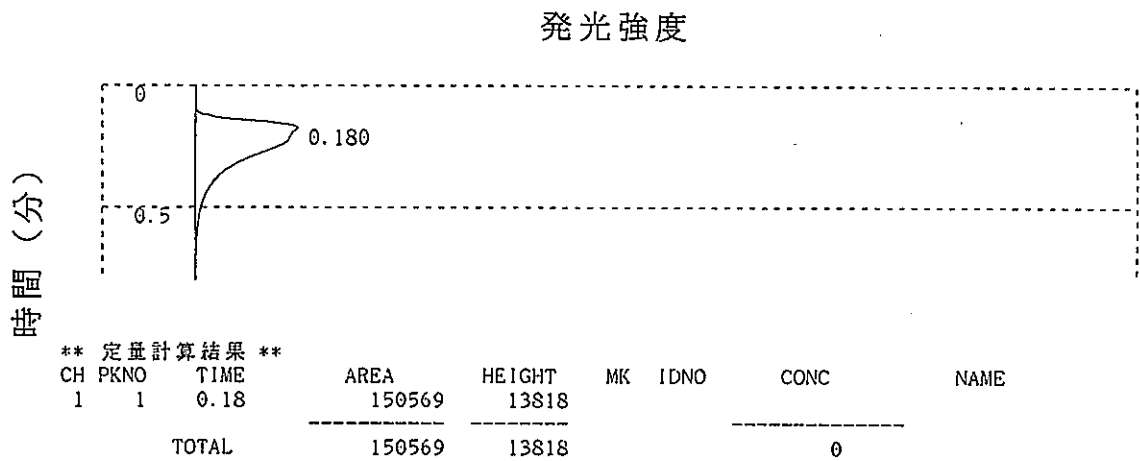 発光強度
0
0.180
0.5
時間（分）
** 定量計算結果 **
CH PKNO TIME AREA HEIGHT MK IDNO CONC NAME
1 1 0.18 150569 13818
TOTAL 150569 13818 0